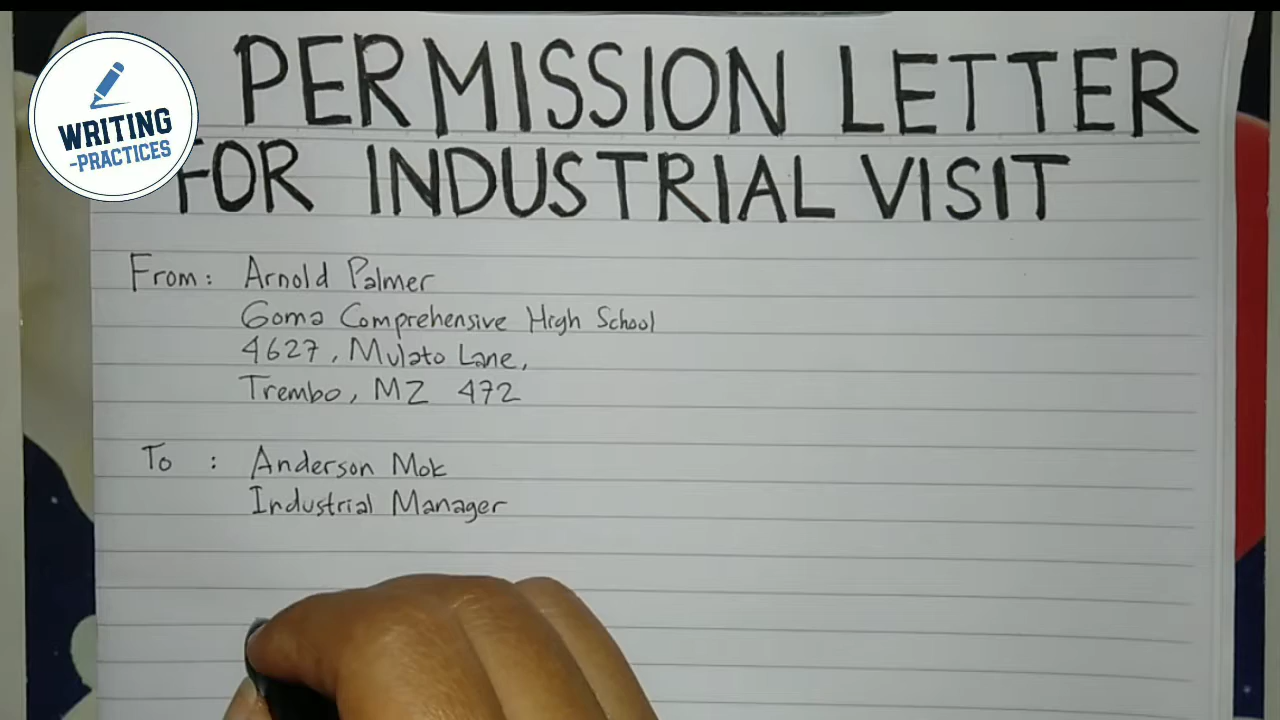 WRITING
-PRACTICES
PERMISSION LETTER
FOR INDUSTRIAL VISIT
From: Arnold Palmer
Goma Comprehensive High School
4627, Mulato Lane,
Trembo, MZ 472
To : Anderson Mok
Industrial Manager